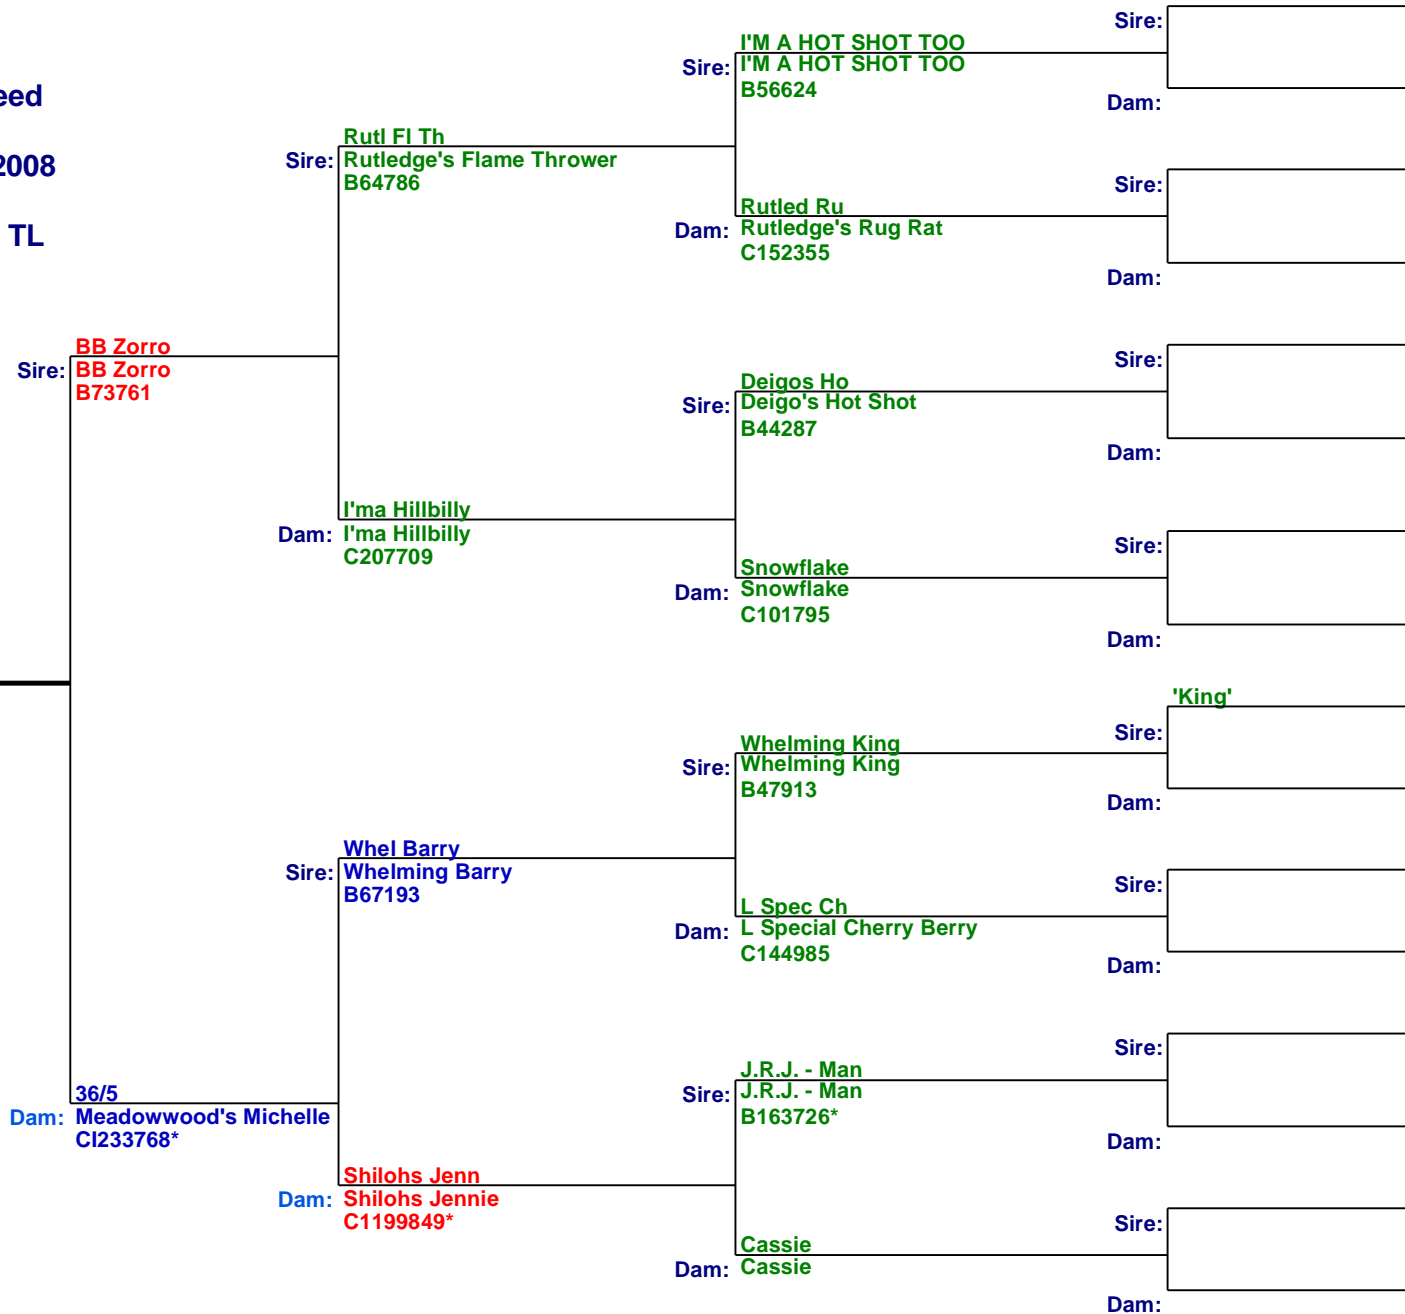 eed
2008
TL
Sire:
BB Zorro
BB Zorro
B73761
Dam:
36/5
Meadowwood's Michelle
CI233768*
Sire:
Rutl Fl Th
Rutledge's Flame Thrower
B64786
Dam:
I'ma Hillbilly
I'ma Hillbilly
C207709
Sire:
Whel Barry
Whelming Barry
B67193
Dam:
Shilohs Jenn
Shilohs Jennie
C1199849*
Sire:
I'M A HOT SHOT TOO
I'M A HOT SHOT TOO
B56624
Dam:
Rutled Ru
Rutledge's Rug Rat
C152355
Sire:
Deigos Ho
Deigo's Hot Shot
B44287
Dam:
Snowflake
Snowflake
C101795
Sire:
Whelming King
Whelming King
B47913
Dam:
L Spec Ch
L Special Cherry Berry
C144985
Sire:
J.R.J. - Man
J.R.J. - Man
B163726*
Dam:
Cassie
Cassie
Sire:
Dam:
Sire:
Dam:
Sire:
Dam:
Sire:
Dam:
'King'
Sire:
Dam:
Sire:
Dam:
Sire:
Dam:
Sire:
Dam: